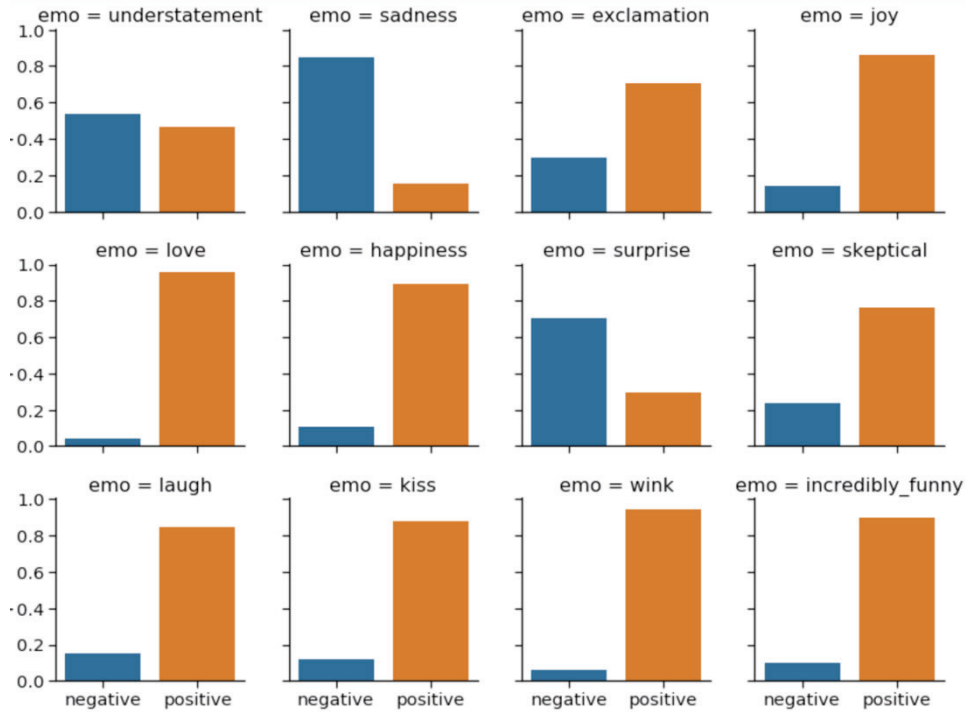 emo = understatement
emo = sadness
emo = exclamation
emo = joy
1.0
0.8
0.6
0.4
0.2
0.0
emo = love
emo = happiness
emo = surprise
emo = skeptical
1.0
0.8
0.6
0.4
0.2
0.0
emo = laugh
emo = kiss
emo = wink
emo = incredibly_funny
1.0
0.8
0.6
0.4
0.2
0.0
negative positive
negative positive
negative positive
negative positive